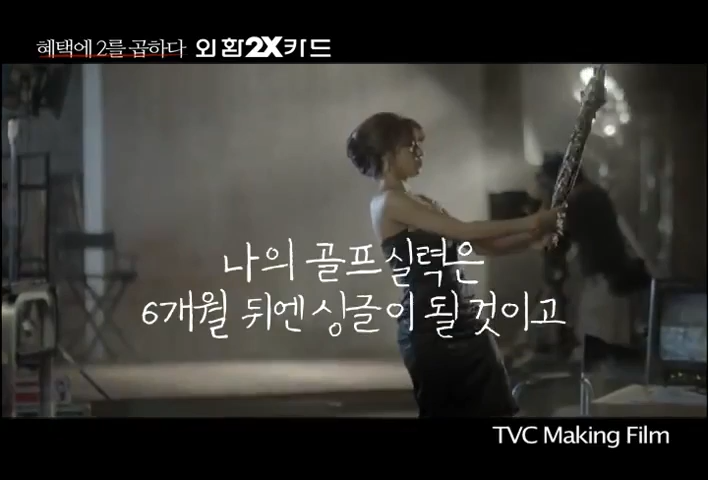 혜택에 2를 곱하다 외환2X카드
나의 골프 실력은
6개월 뒤엔 싱글이 될 것이고
TVC Making Film